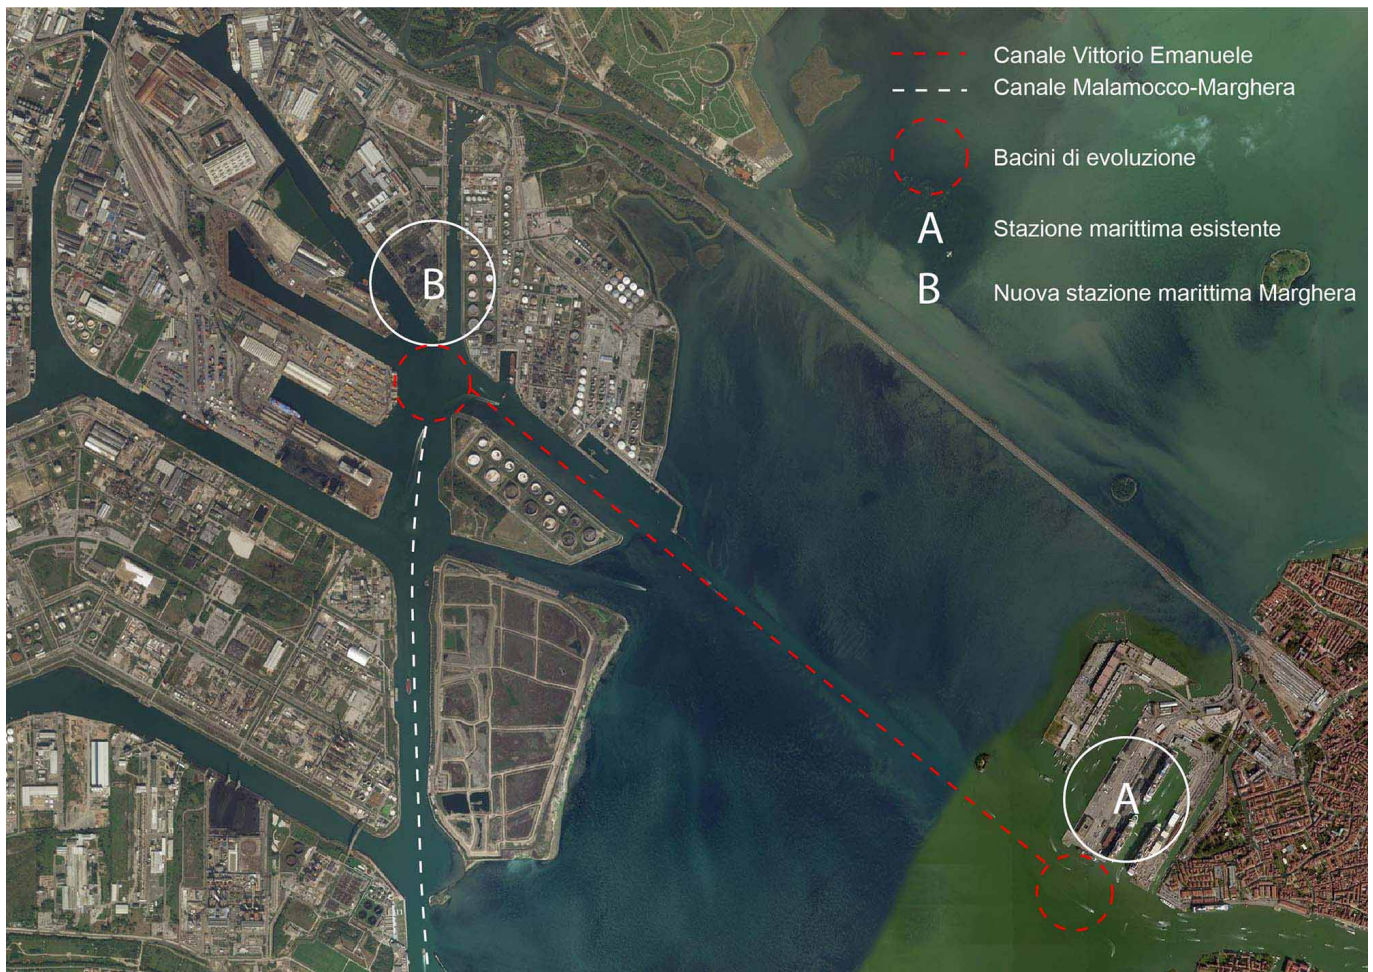 Canale Vittorio Emanuele
Canale Malamocco-Marghera
Bacini di evoluzione
A Stazione marittima esistente
B Nuova stazione marittima Marghera
B
A